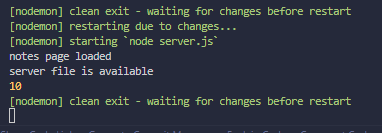 [nodemon] clean exit - waiting for changes before restart
[nodemon] restarting due to changes...
[nodemon] starting `node server.js`
notes page loaded
server file is available
10
[nodemon] clean exit - waiting for changes before restart